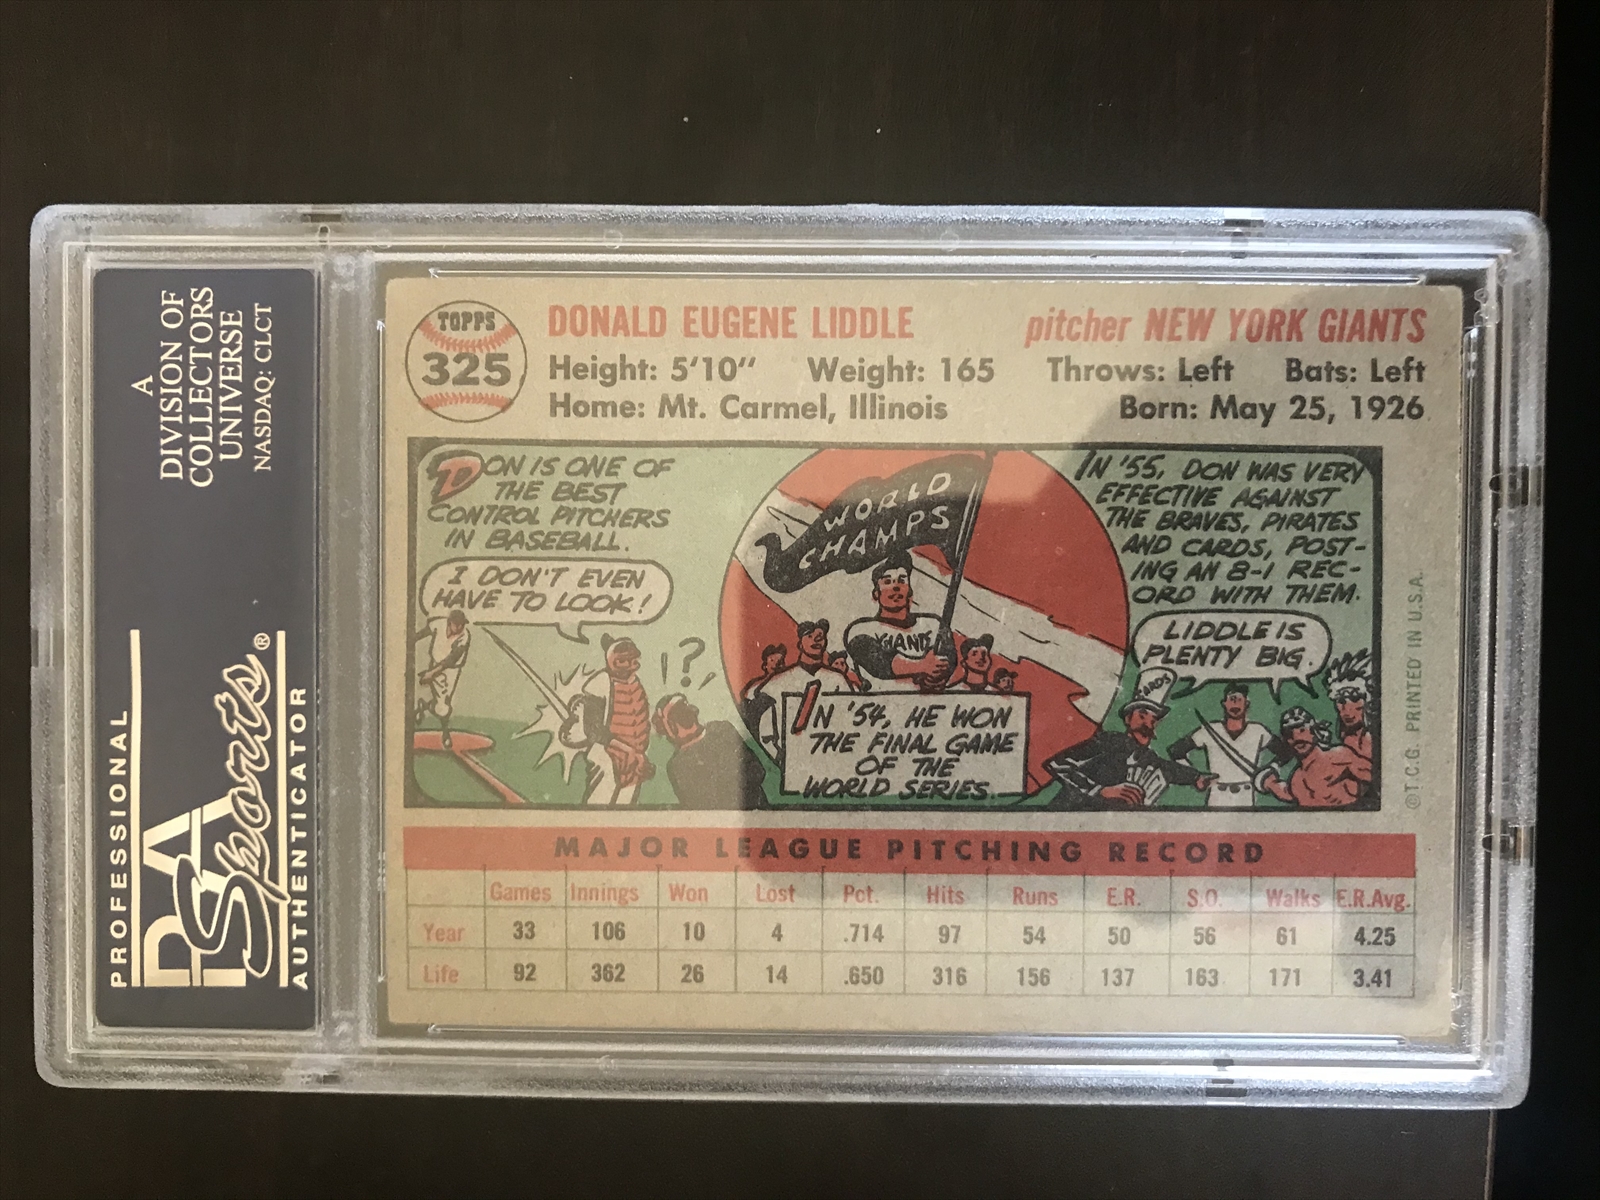 A
DIVISION OF
COLLECTORS
UNIVERSE
NASDAQ: CLCT
PROFESSIONAL
PSA
Sports®
AUTHENTICATOR
TOPPS
325
DONALD EUGENE LIDDLE pitcher NEW YORK GIANTS
Height: 5'10" Weight: 165 Throws: Left Bats: Left
Home: Mt. Carmel, Illinois Born: May 25, 1926
DON IS ONE OF
THE BEST
CONTROL PITCHERS
IN BASEBALL.
I DON'T EVEN
HAVE TO LOOK!
?
WORLD
CHAMPS
GIANTS
IN '54, HE WON
THE FINAL GAME
OF THE
WORLD SERIES.
IN '55, DON WAS VERY
EFFECTIVE AGAINST
THE BRAVES, PIRATES
AND CARDS, POST-
ING AN 8-1 REC-
ORD WITH THEM.
LIDDLE IS
PLENTY BIG.
CARDS
©T.C.G. PRINTED IN U.S.A.
MAJOR LEAGUE PITCHING RECORD
Games Innings Won Lost Pct. Hits Runs E.R. S.O. Walks E.R.Avg.
Year 33 106 10 4 .714 97 54 50 56 61 4.25
Life 92 362 26 14 .650 316 156 137 163 171 3.41